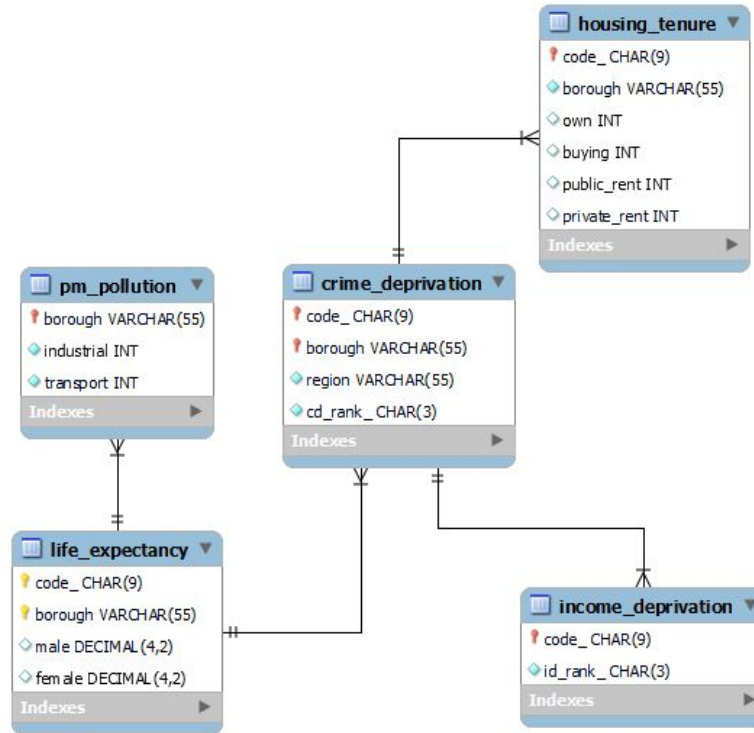 housing_tenure
code_ CHAR(9)
borough VARCHAR(55)
own INT
buying INT
public_rent INT
private_rent INT
Indexes
pm_pollution
borough VARCHAR(55)
industrial INT
transport INT
Indexes
crime_deprivation
code_ CHAR(9)
borough VARCHAR(55)
region VARCHAR(55)
cd_rank_ CHAR(3)
Indexes
life_expectancy
code_ CHAR(9)
borough VARCHAR(55)
male DECIMAL(4,2)
female DECIMAL(4,2)
Indexes
income_deprivation
code_ CHAR(9)
id_rank_ CHAR(3)
Indexes